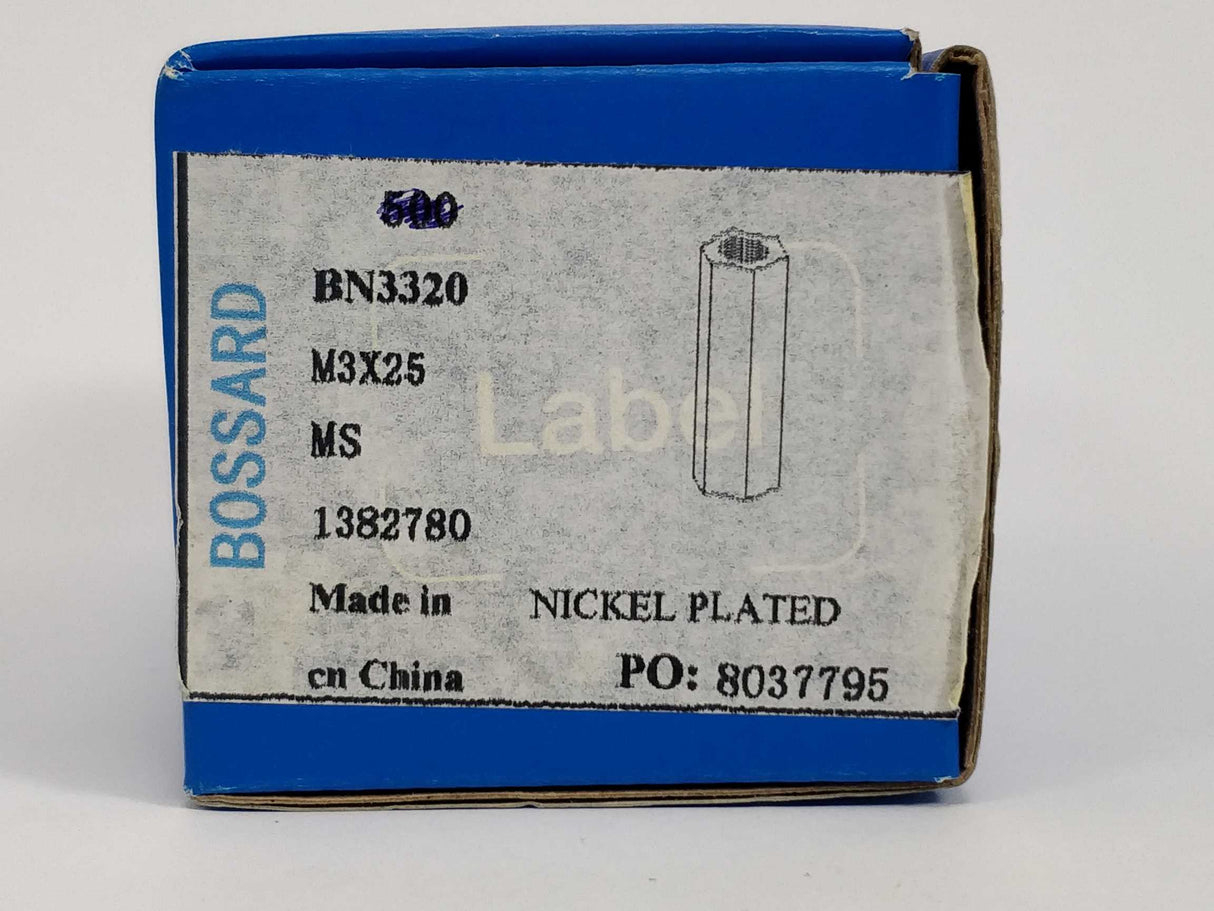 BOSSARD
500
BN3320
M3X25
MS
Label
1382780
Made in NICKEL PLATED
cn China PO: 8037795